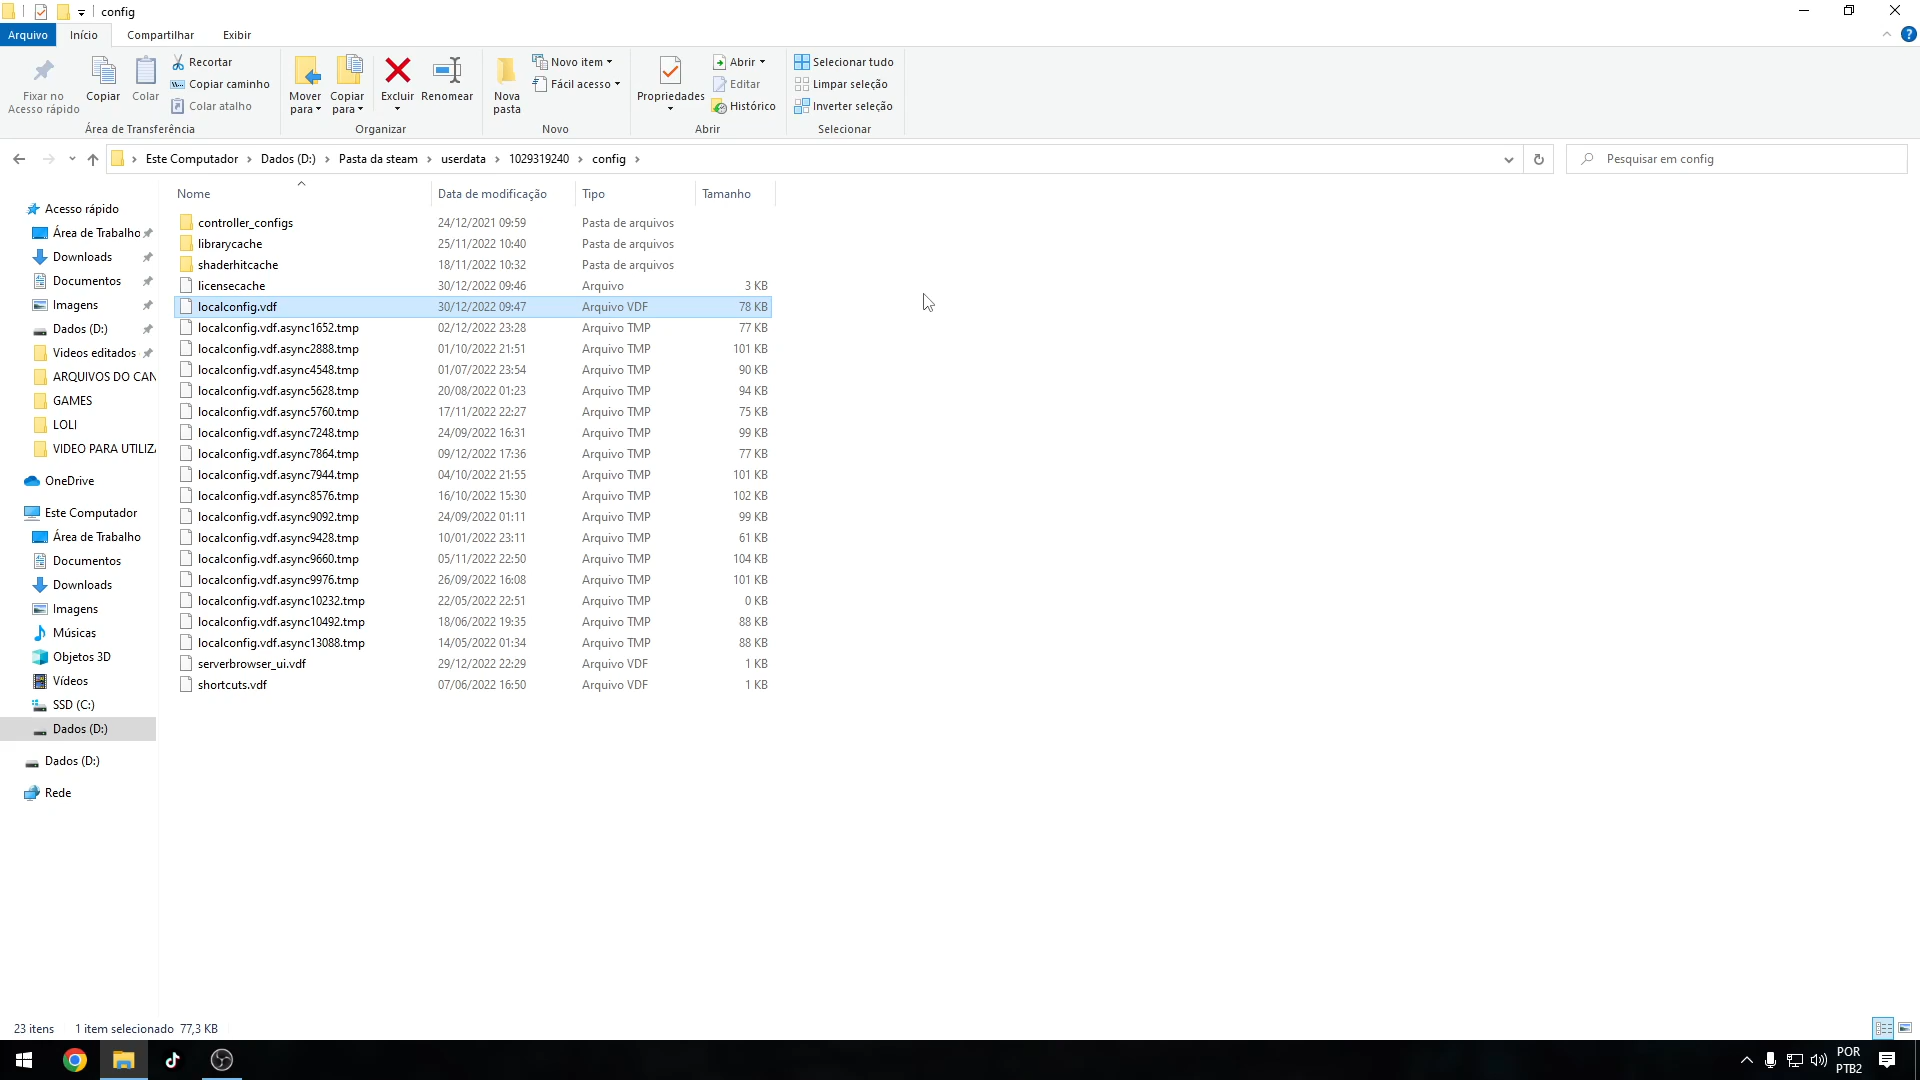 config
Arquivo
Início
Compartilhar
Exibir
Fixar no
Acesso rápido
Copiar
Colar
Recortar
Copiar caminho
Colar atalho
Área de Transferência
Mover
para
Copiar
para
Excluir
Renomear
Organizar
Nova
pasta
Novo item
Fácil acesso
Novo
Propriedades
Abrir
Editar
Histórico
Abrir
Selecionar tudo
Limpar seleção
Inverter seleção
Selecionar
Este Computador > Dados (D:) > Pasta da steam > userdata > 1029319240 > config >
Pesquisar em config
Acesso rápido
Área de Trabalho
Downloads
Documentos
Imagens
Dados (D:)
Videos editados
ARQUIVOS DO CAN
GAMES
LOLI
VIDEO PARA UTILIZA
OneDrive
Este Computador
Área de Trabalho
Documentos
Downloads
Imagens
Músicas
Objetos 3D
Vídeos
SSD (C:)
Dados (D:)
Dados (D:)
Rede
Nome Data de modificação Tipo Tamanho
controller_configs 24/12/2021 09:59 Pasta de arquivos
librarycache 25/11/2022 10:40 Pasta de arquivos
shaderhitcache 18/11/2022 10:32 Pasta de arquivos
licensecache 30/12/2022 09:46 Arquivo 3 KB
localconfig.vdf 30/12/2022 09:47 Arquivo VDF 78 KB
localconfig.vdf.async1652.tmp 02/12/2022 23:28 Arquivo TMP 77 KB
localconfig.vdf.async2888.tmp 01/10/2022 21:51 Arquivo TMP 101 KB
localconfig.vdf.async4548.tmp 01/07/2022 23:54 Arquivo TMP 90 KB
localconfig.vdf.async5628.tmp 20/08/2022 01:23 Arquivo TMP 94 KB
localconfig.vdf.async5760.tmp 17/11/2022 22:27 Arquivo TMP 75 KB
localconfig.vdf.async7248.tmp 24/09/2022 16:31 Arquivo TMP 99 KB
localconfig.vdf.async7864.tmp 09/12/2022 17:36 Arquivo TMP 77 KB
localconfig.vdf.async7944.tmp 04/10/2022 21:55 Arquivo TMP 101 KB
localconfig.vdf.async8576.tmp 16/10/2022 15:30 Arquivo TMP 102 KB
localconfig.vdf.async9092.tmp 24/09/2022 01:11 Arquivo TMP 99 KB
localconfig.vdf.async9428.tmp 10/01/2022 23:11 Arquivo TMP 61 KB
localconfig.vdf.async9660.tmp 05/11/2022 22:50 Arquivo TMP 104 KB
localconfig.vdf.async9976.tmp 26/09/2022 16:08 Arquivo TMP 101 KB
localconfig.vdf.async10232.tmp 22/05/2022 22:51 Arquivo TMP 0 KB
localconfig.vdf.async10492.tmp 18/06/2022 19:35 Arquivo TMP 88 KB
localconfig.vdf.async13088.tmp 14/05/2022 01:34 Arquivo TMP 88 KB
serverbrowser_ui.vdf 29/12/2022 22:29 Arquivo VDF 1 KB
shortcuts.vdf 07/06/2022 16:50 Arquivo VDF 1 KB
23 itens 1 item selecionado 77,3 KB
POR
PTB2